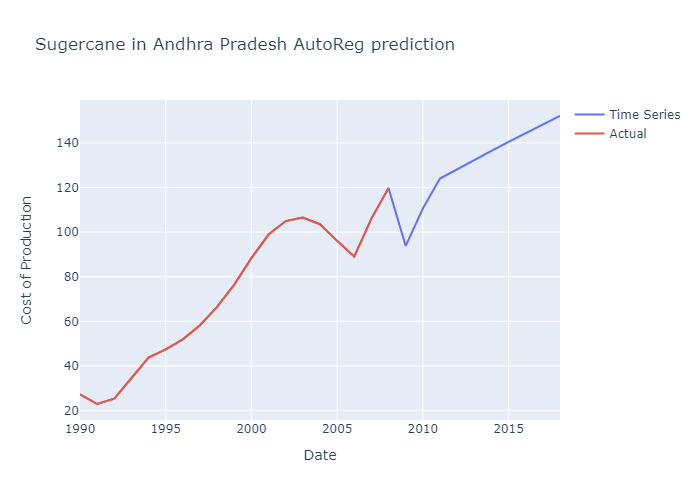 Sugercane in Andhra Pradesh AutoReg prediction
Time Series
Actual
140
120
100
80
60
40
20
Cost of Production
1990 1995 2000 2005 2010 2015
Date